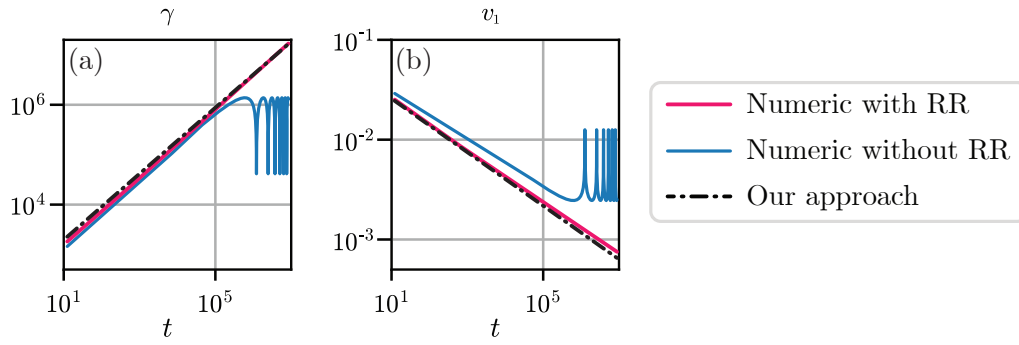 γ
(a)
10⁶
10⁴
10¹
10⁵
t
v₁
(b)
10⁻¹
10⁻²
10⁻³
10¹
10⁵
t
Numeric with RR
Numeric without RR
Our approach